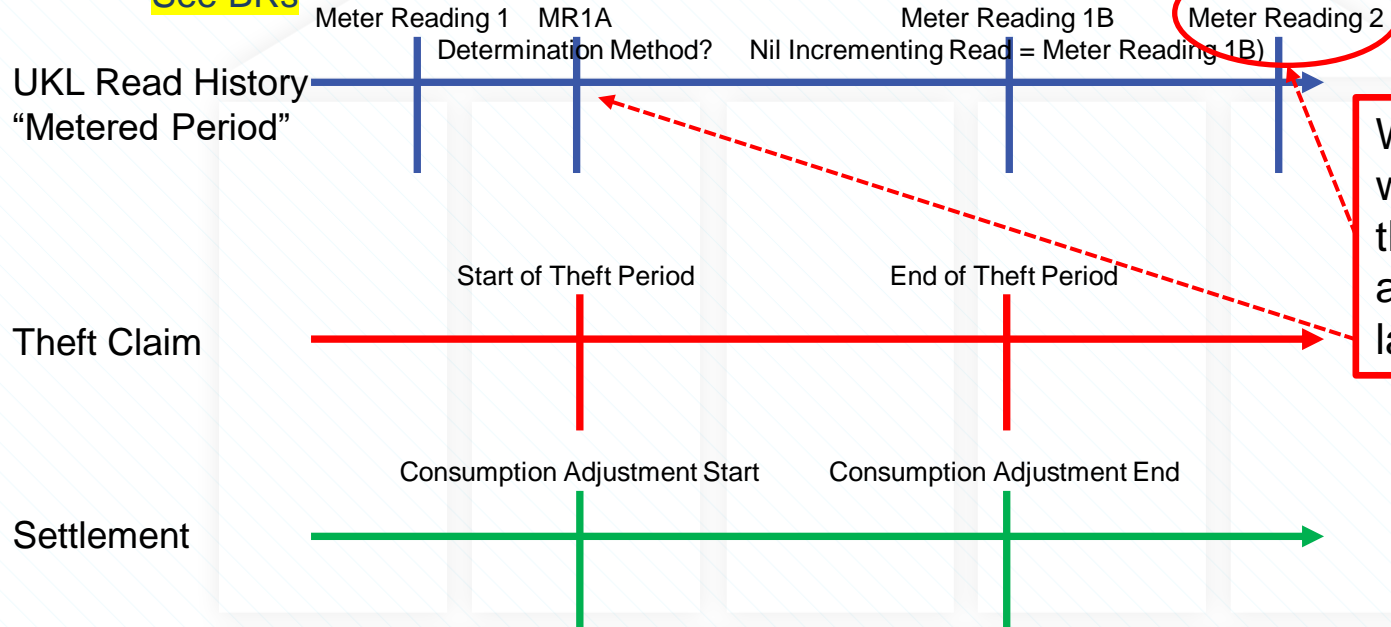 See BRs
Meter Reading 1 MR1A Meter Reading 1B Meter Reading 2
Determination Method? Nil Incrementing Read = Meter Reading 1B)
UKL Read History
“Metered Period”
Start of Theft Period End of Theft Period
Theft Claim
Consumption Adjustment Start Consumption Adjustment End
Settlement